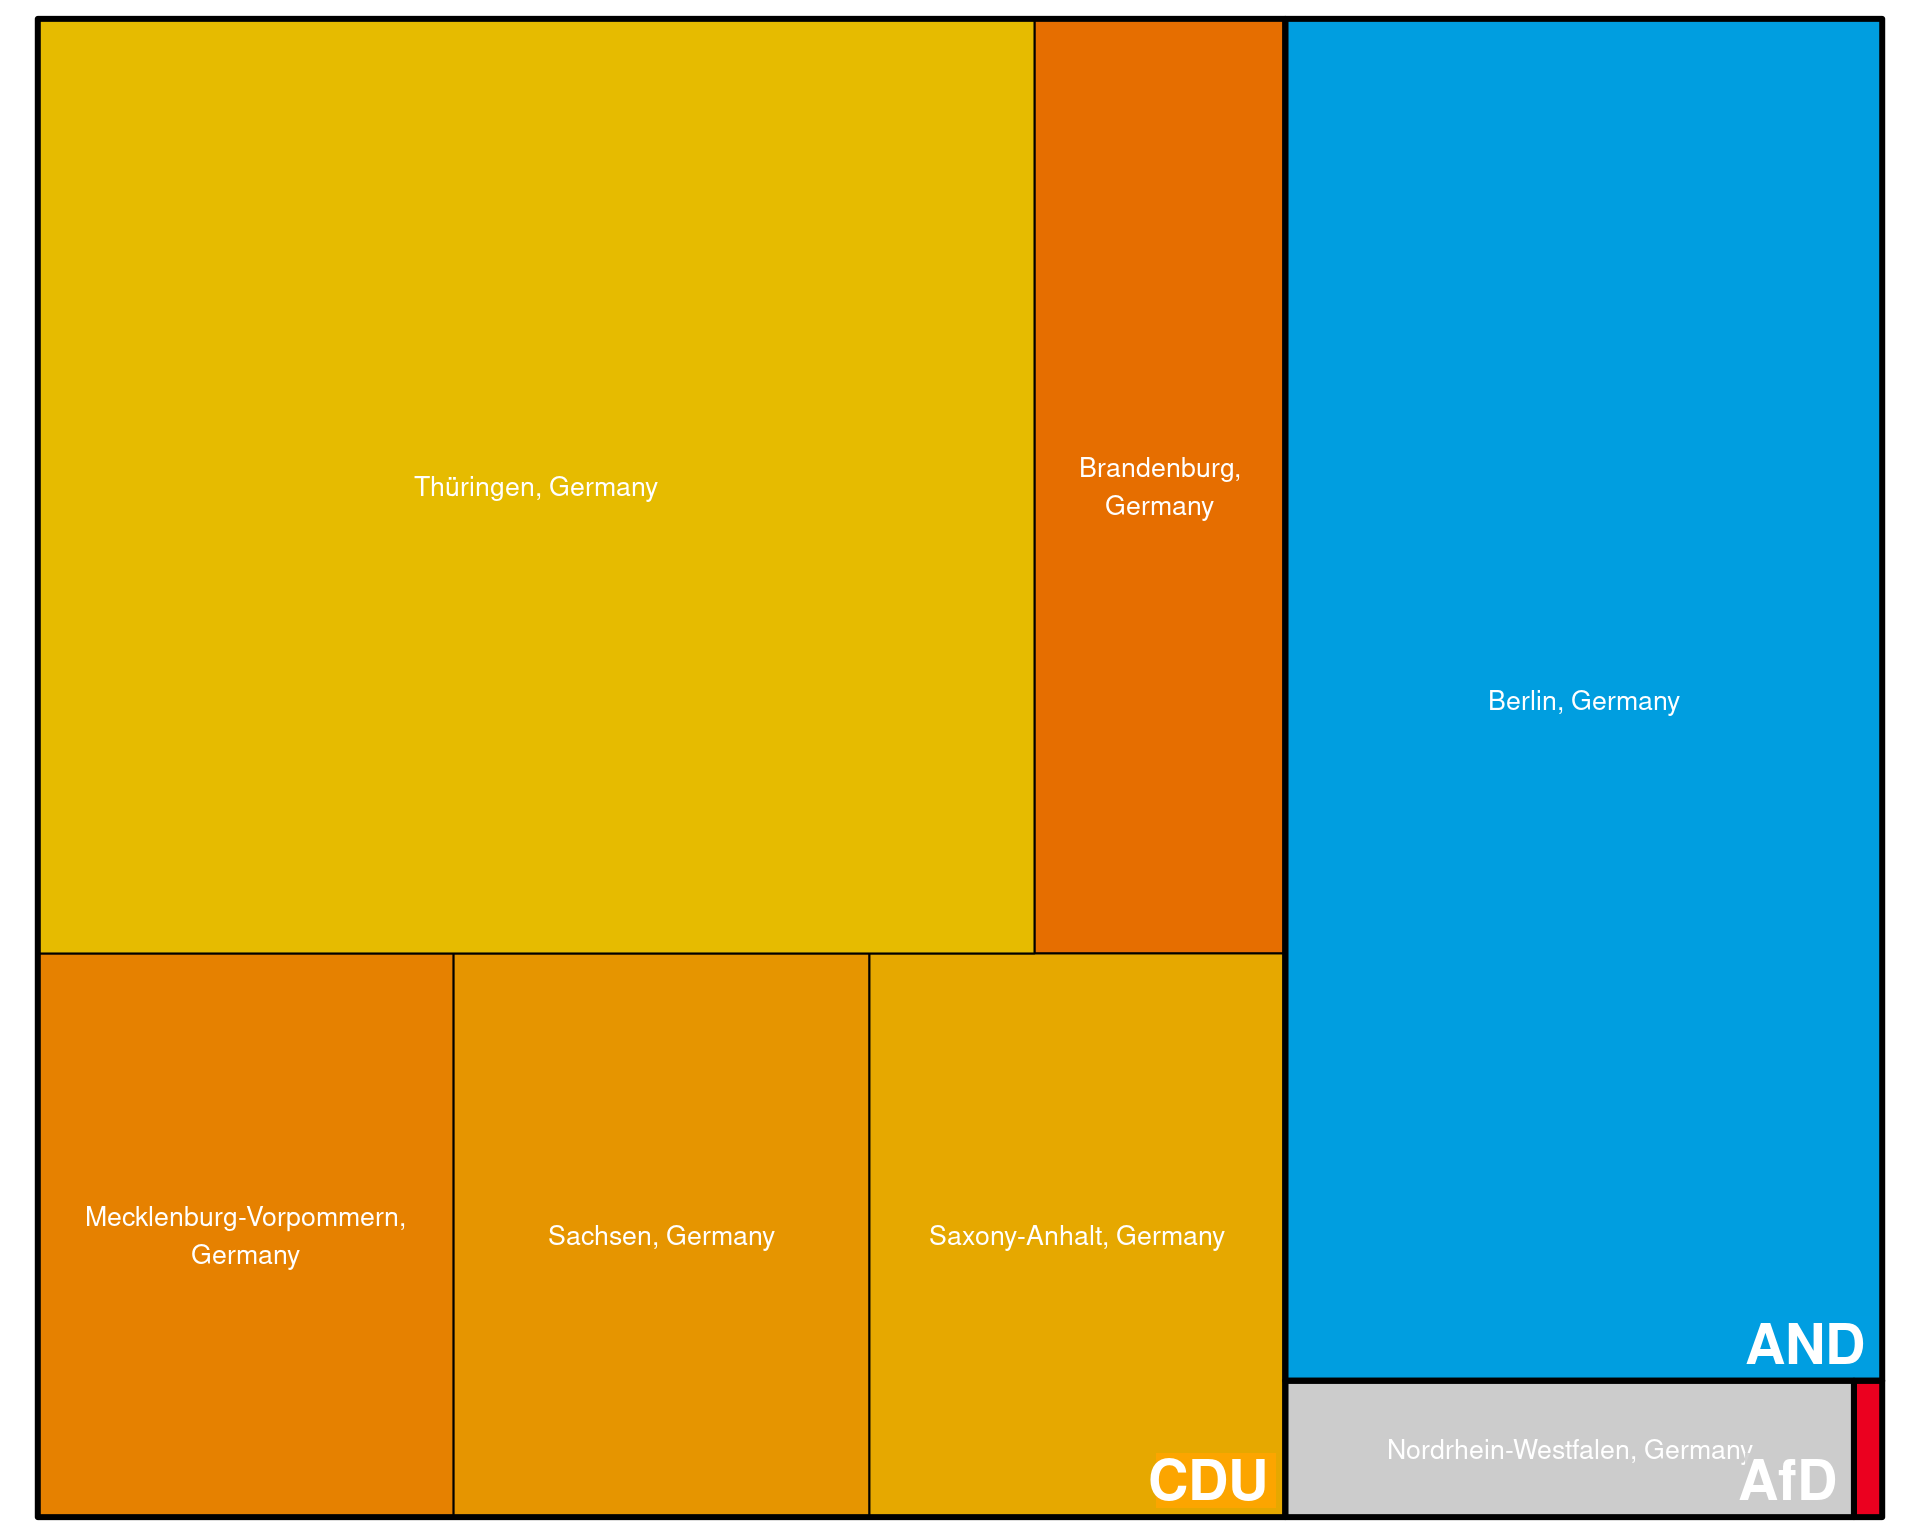 Thüringen, Germany
Brandenburg,
Germany
Berlin, Germany
Mecklenburg-Vorpommern,
Germany
Sachsen, Germany
Saxony-Anhalt, Germany
CDU
AND
Nordrhein-Westfalen, Germany
AfD